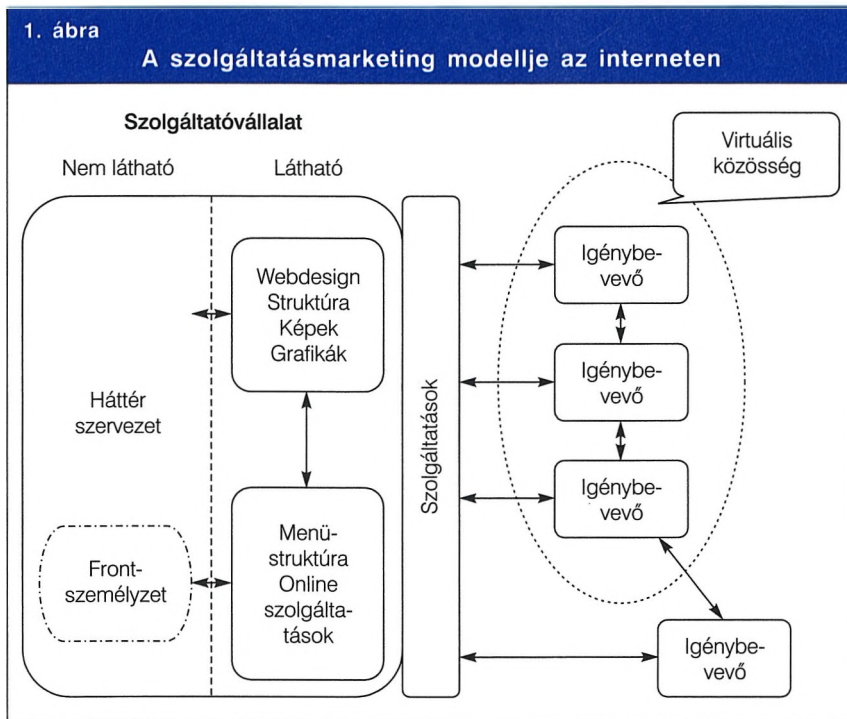 1. ábra
A szolgáltatásmarketing modellje az interneten
Szolgáltatóvállalat
Nem látható
Látható
Virtuális
közösség
Webdesign
Struktúra
Képek
Grafikák
Háttér
szervezet
Front-
személyzet
Menü-
struktúra
Online
szolgálta-
tások
Szolgáltatások
Igénybe-
vevő
Igénybe-
vevő
Igénybe-
vevő
Igénybe-
vevő